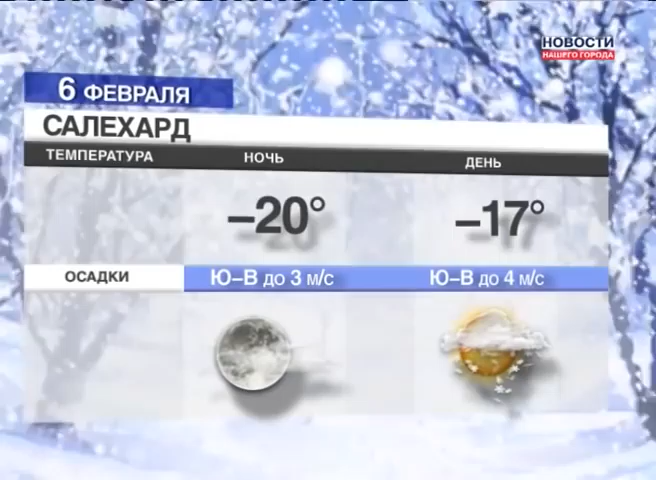 НОВОСТИ
НАШЕГО ГОРОДА
6 ФЕВРАЛЯ
САЛЕХАРД
ТЕМПЕРАТУРА НОЧЬ ДЕНЬ
–20° –17°
ОСАДКИ Ю–В ДО 3 М/С Ю–В ДО 4 М/С